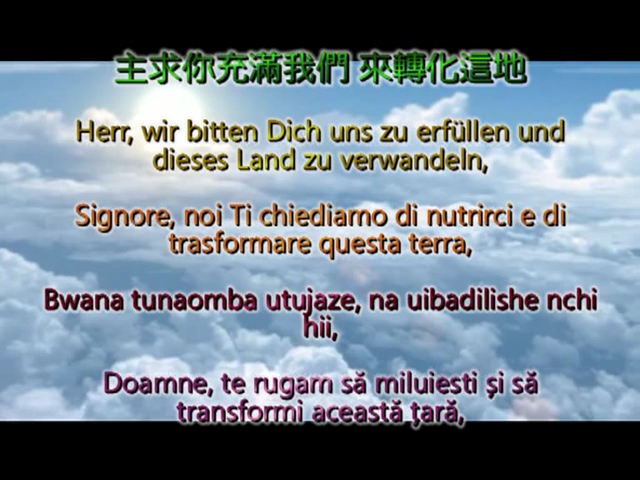 主求你充滿我們 來轉化這地
Herr, wir bitten Dich uns zu erfüllen und
dieses Land zu verwandeln,
Signore, noi Ti chiediamo di nutrirci e di
trasformare questa terra,
Bwana tunaomba utujaze, na uibadilishe nchi
hii,
Doamne, te rugam să miluiesti și să
transformi această țară,